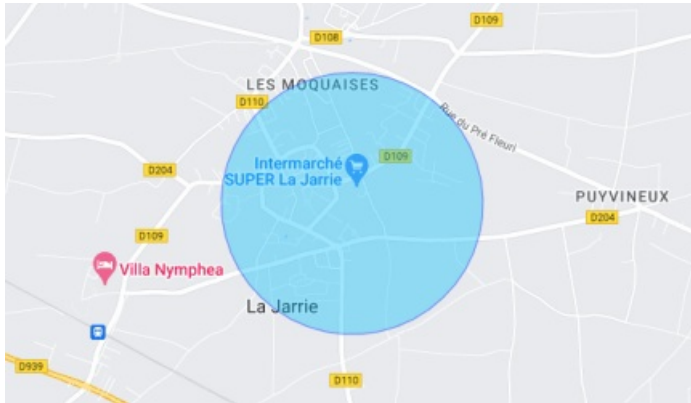 D109
D108
LES MOQUAISES
D110
Rue du Pré Fleuri
Intermarché
SUPER La Jarrie
D109
D204
PUYVINEUX
D204
D109
Villa Nymphea
La Jarrie
D939
D110